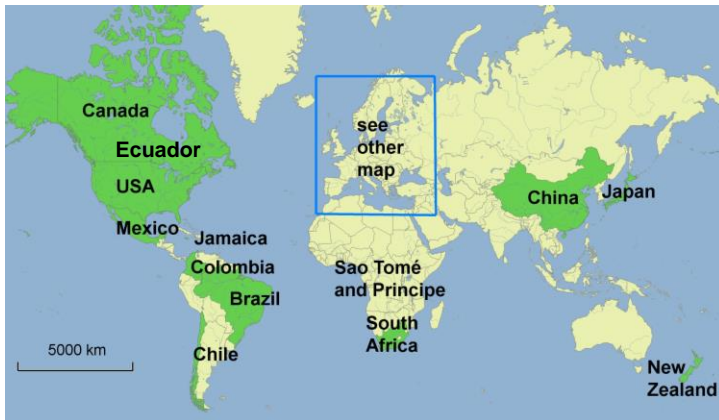 Canada
Ecuador
USA
Mexico
Jamaica
Colombia
Brazil
Chile
5000 km
see
other
map
Sao Tomé
and Principe
South
Africa
China
Japan
New
Zealand